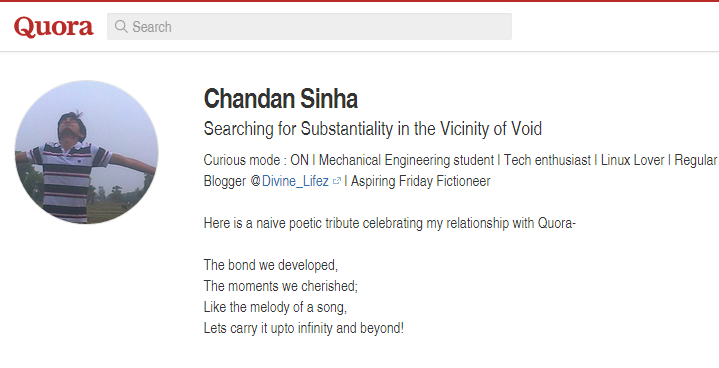 Quora
Search
Chandan Sinha
Searching for Substantiality in the Vicinity of Void
Curious mode : ON l Mechanical Engineering student l Tech enthusiast l Linux Lover l Regular
Blogger @Divine_Lifez l Aspiring Friday Fictioneer
Here is a naive poetic tribute celebrating my relationship with Quora-
The bond we developed,
The moments we cherished;
Like the melody of a song,
Lets carry it upto infinity and beyond!